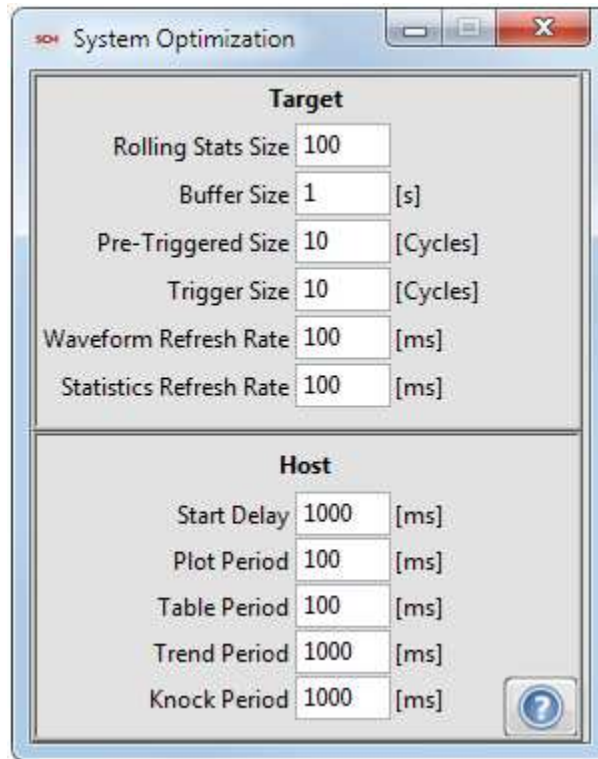 SCM System Optimization
Target
Rolling Stats Size 100
Buffer Size 1 [s]
Pre-Triggered Size 10 [Cycles]
Trigger Size 10 [Cycles]
Waveform Refresh Rate 100 [ms]
Statistics Refresh Rate 100 [ms]
Host
Start Delay 1000 [ms]
Plot Period 100 [ms]
Table Period 100 [ms]
Trend Period 1000 [ms]
Knock Period 1000 [ms]
?